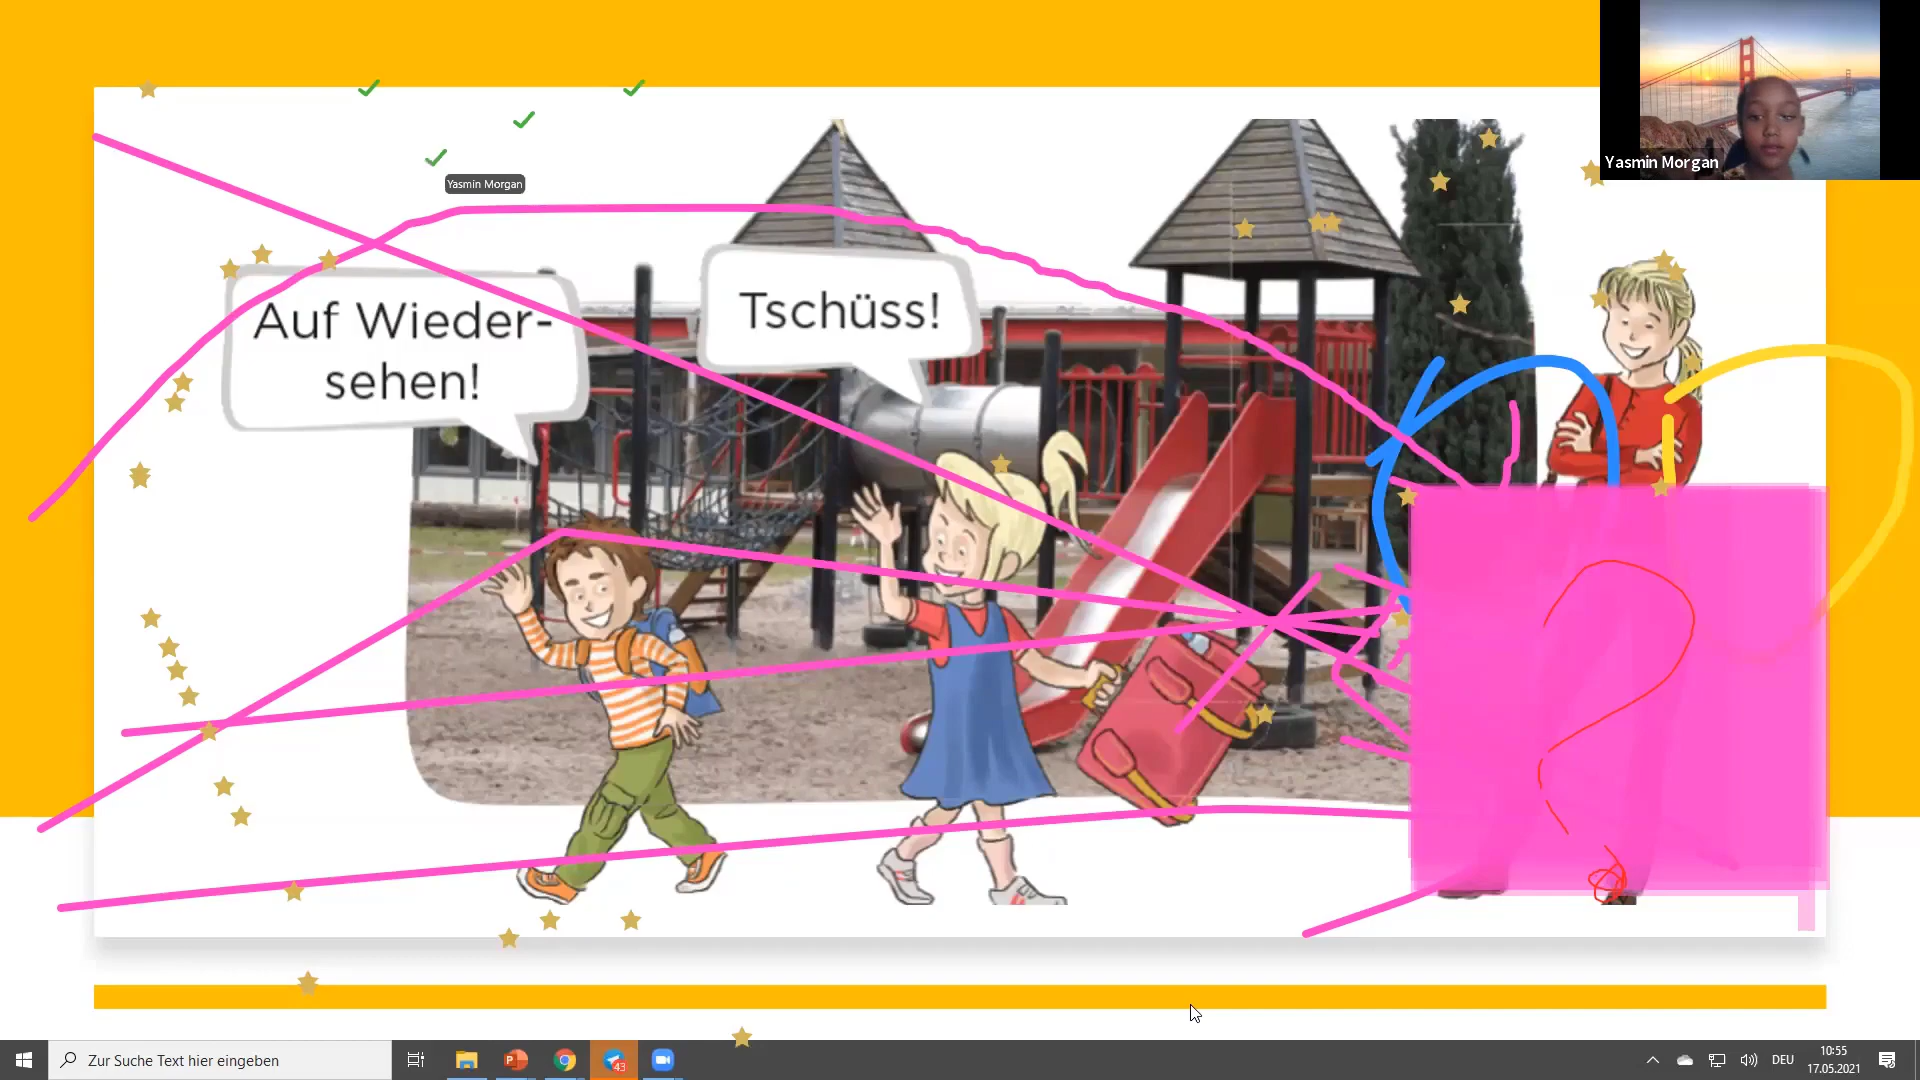 Yasmin Morgan
Yasmin Morgan
Auf Wieder-
sehen!
Tschüss!
Zur Suche Text hier eingeben
43
DEU
10:55
17.05.2021